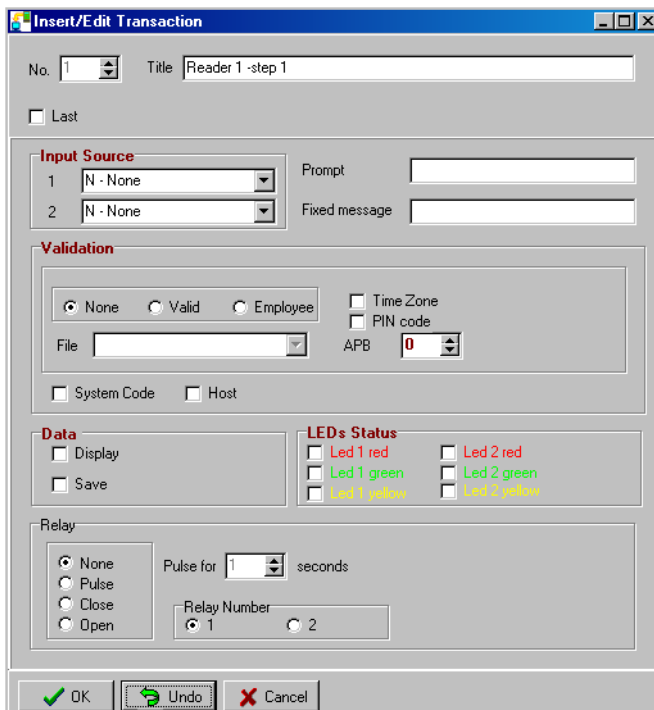 Insert/Edit Transaction
No. 1 Title Reader 1 -step 1
Last
Input Source
1 N - None
2 N - None
Prompt
Fixed message
Validation
None Valid Employee
Time Zone
PIN code
File
APB 0
System Code Host
Data
Display
Save
LEDs Status
Led 1 red Led 2 red
Led 1 green Led 2 green
Led 1 yellow Led 2 yellow
Relay
None
Pulse
Close
Open
Pulse for 1 seconds
Relay Number
1 2
OK Undo Cancel